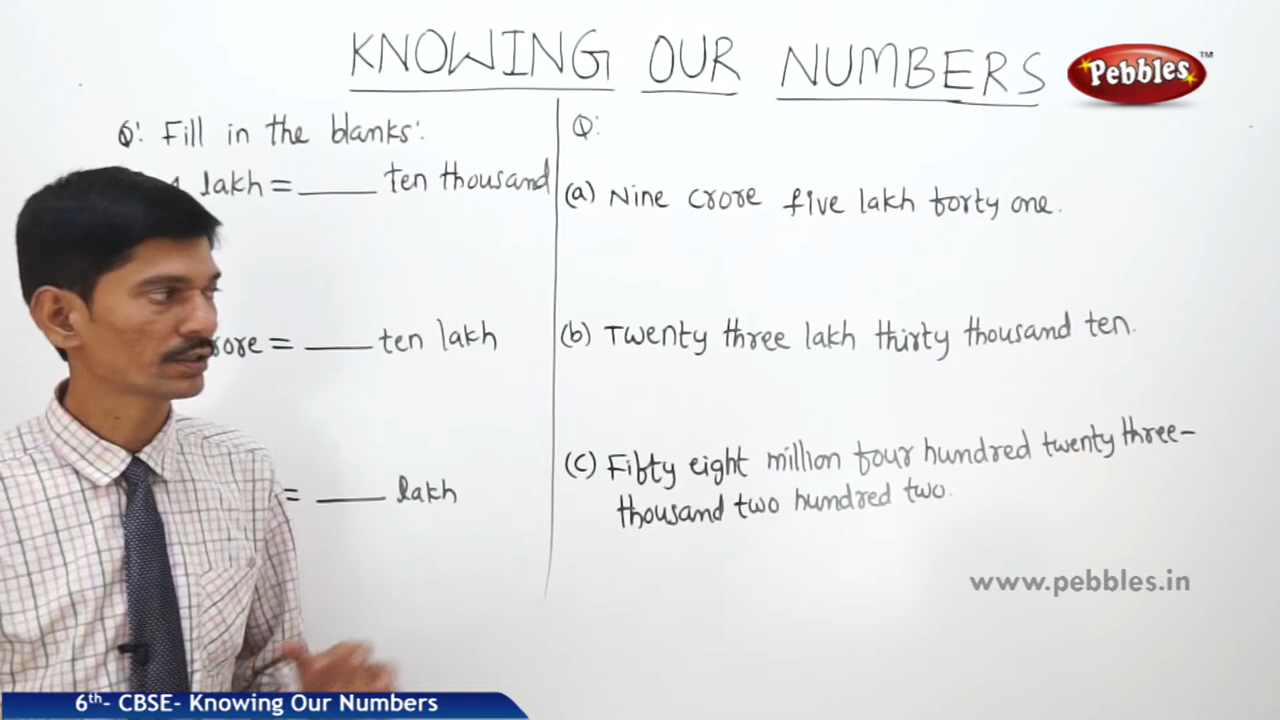 KNOWING OUR NUMBERS
Pebbles™
Q: Fill in the blanks:
lakh = ____ ten thousand
= ____ ten lakh
= ____ lakh
Q:
(a) Nine crore five lakh forty one.
(b) Twenty three lakh thirty thousand ten.
(c) Fifty eight million four hundred twenty three-
thousand two hundred two.
www.pebbles.in
6th- CBSE- Knowing Our Numbers